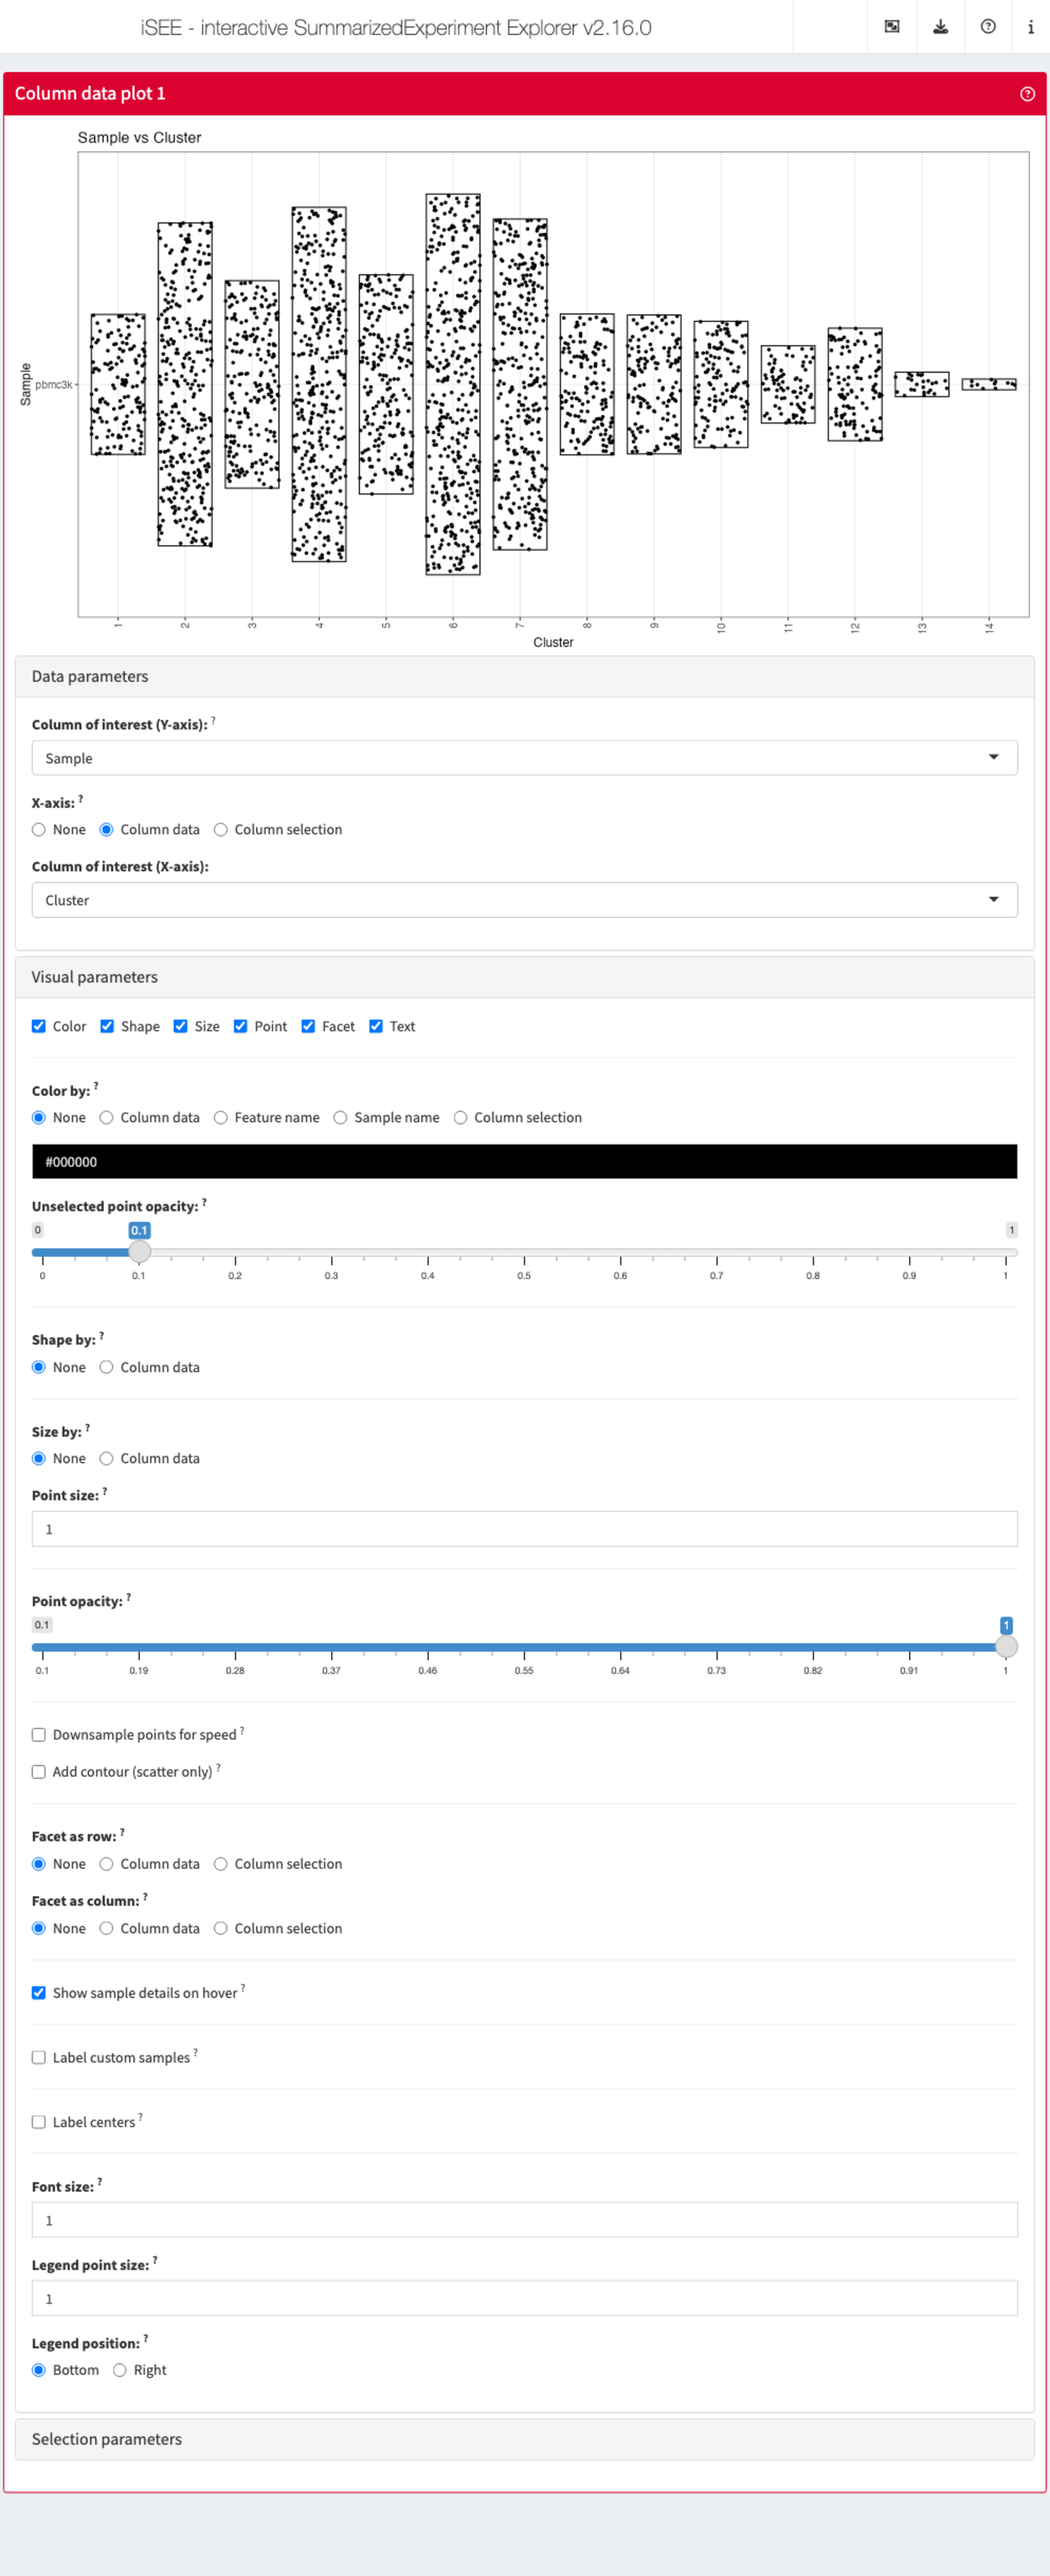 iSEE - interactive SummarizedExperiment Explorer v2.16.0
Column data plot 1
Sample vs Cluster
Sample
pbmc3k
1 2 3 4 5 6 7 8 9 10 11 12 13 14
Cluster
Data parameters
Column of interest (Y-axis): ?
Sample
X-axis: ?
None Column data Column selection
Column of interest (X-axis):
Cluster
Visual parameters
Color Shape Size Point Facet Text
Color by: ?
None Column data Feature name Sample name Column selection
#000000
Unselected point opacity: ?
0 0.1 1
0 0.1 0.2 0.3 0.4 0.5 0.6 0.7 0.8 0.9 1
Shape by: ?
None Column data
Size by: ?
None Column data
Point size: ?
1
Point opacity: ?
0.1 1
0.1 0.19 0.28 0.37 0.46 0.55 0.64 0.73 0.82 0.91 1
Downsample points for speed ?
Add contour (scatter only) ?
Facet as row: ?
None Column data Column selection
Facet as column: ?
None Column data Column selection
Show sample details on hover ?
Label custom samples ?
Label centers ?
Font size: ?
1
Legend point size: ?
1
Legend position: ?
Bottom Right
Selection parameters